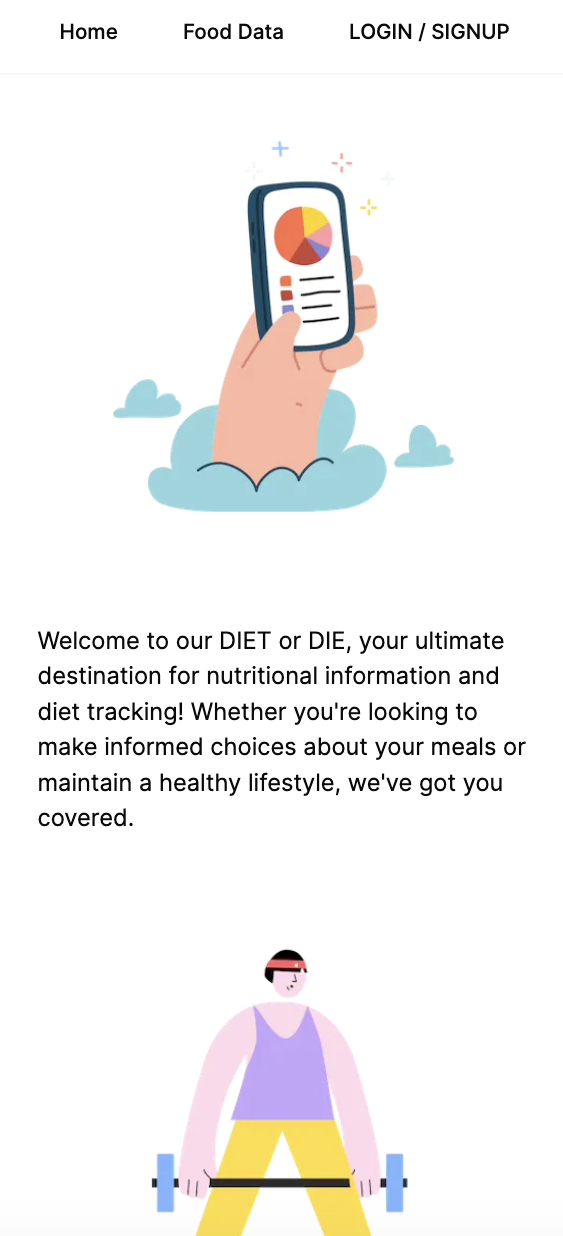 Home Food Data LOGIN / SIGNUP
Welcome to our DIET or DIE, your ultimate
destination for nutritional information and
diet tracking! Whether you're looking to
make informed choices about your meals or
maintain a healthy lifestyle, we've got you
covered.